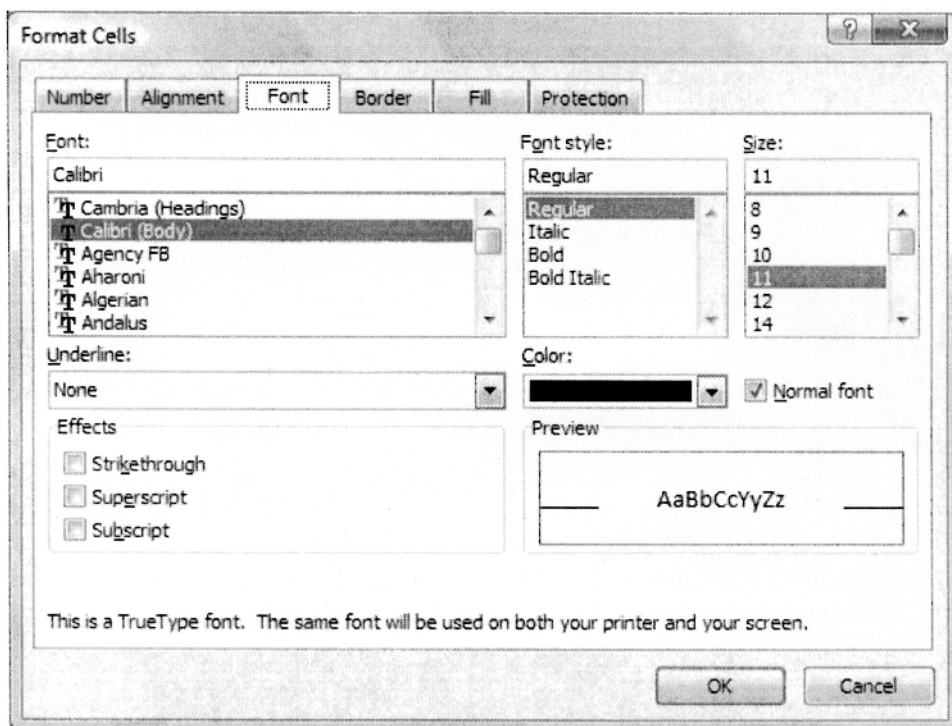 Format Cells
Number Alignment Font Border Fill Protection
Font: Font style: Size:
Calibri Regular 11
Cambria (Headings) Regular 8
Calibri (Body) Italic 9
Agency FB Bold 10
Aharoni Bold Italic 11
Algerian 12
Andalus 14
Underline: Color:
None Normal font
Effects Preview
Strikethrough
Superscript AaBbCcYyZz
Subscript
This is a TrueType font. The same font will be used on both your printer and your screen.
OK Cancel